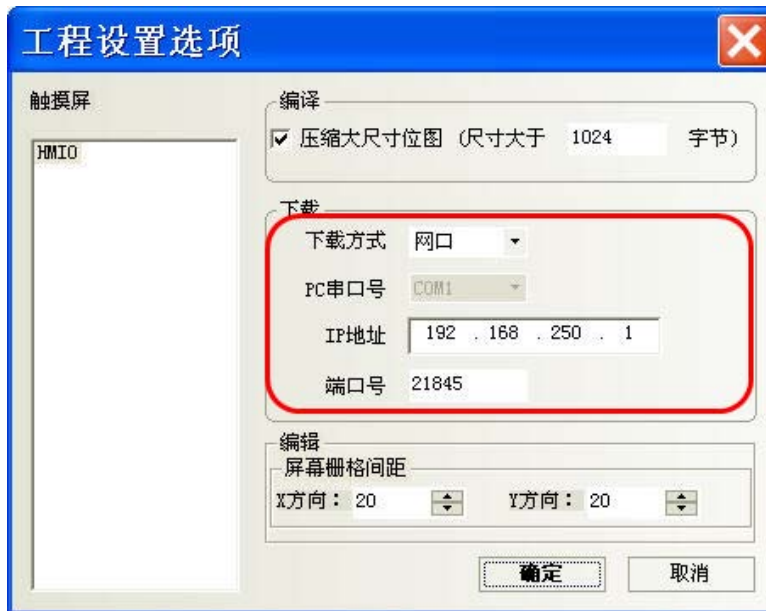 工程设置选项
触摸屏
HMI0
编译
压缩大尺寸位图 (尺寸大于 1024 字节)
下载
下载方式 网口
PC串口号 COM1
IP地址 192 . 168 . 250 . 1
端口号 21845
编辑
屏幕栅格间距
X方向: 20 Y方向: 20
确定 取消